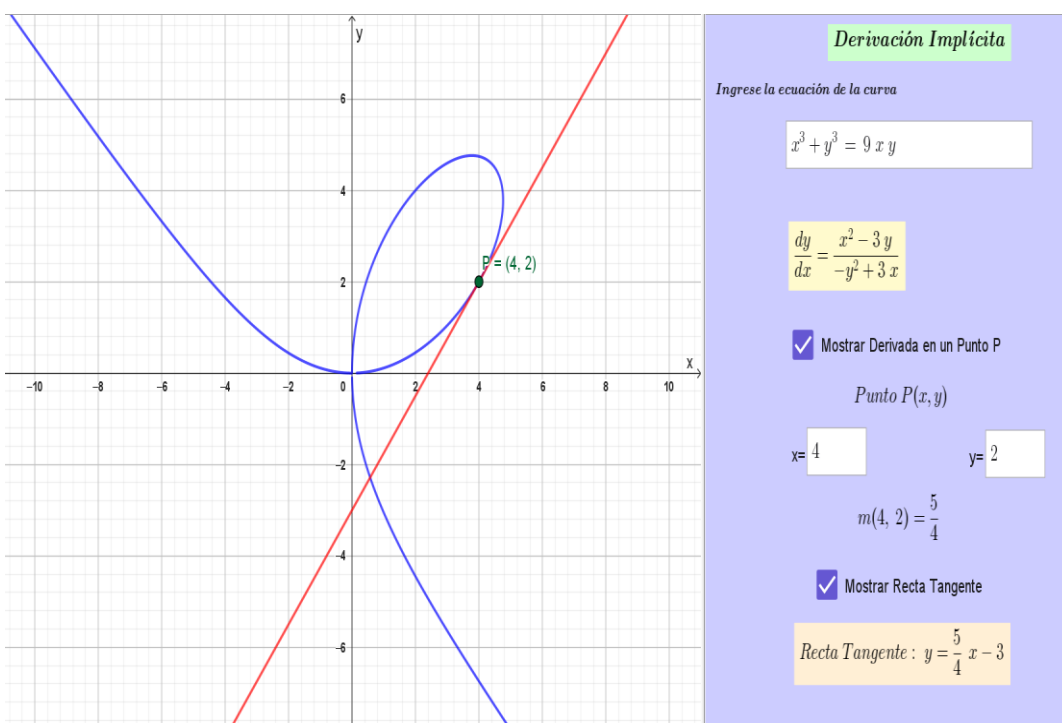 y
6
4
P = (4, 2)
2
x
−10 −8 −6 −4 −2 0 2 4 6 8 10
−2
−4
−6
Derivación Implícita
Ingrese la ecuación de la curva
x³ + y³ = 9 x y
dy/dx = (x² − 3 y)/(−y² + 3 x)
Mostrar Derivada en un Punto P
Punto P(x, y)
x= 4 y= 2
m(4, 2) = 5/4
Mostrar Recta Tangente
Recta Tangente : y = 5/4 x − 3